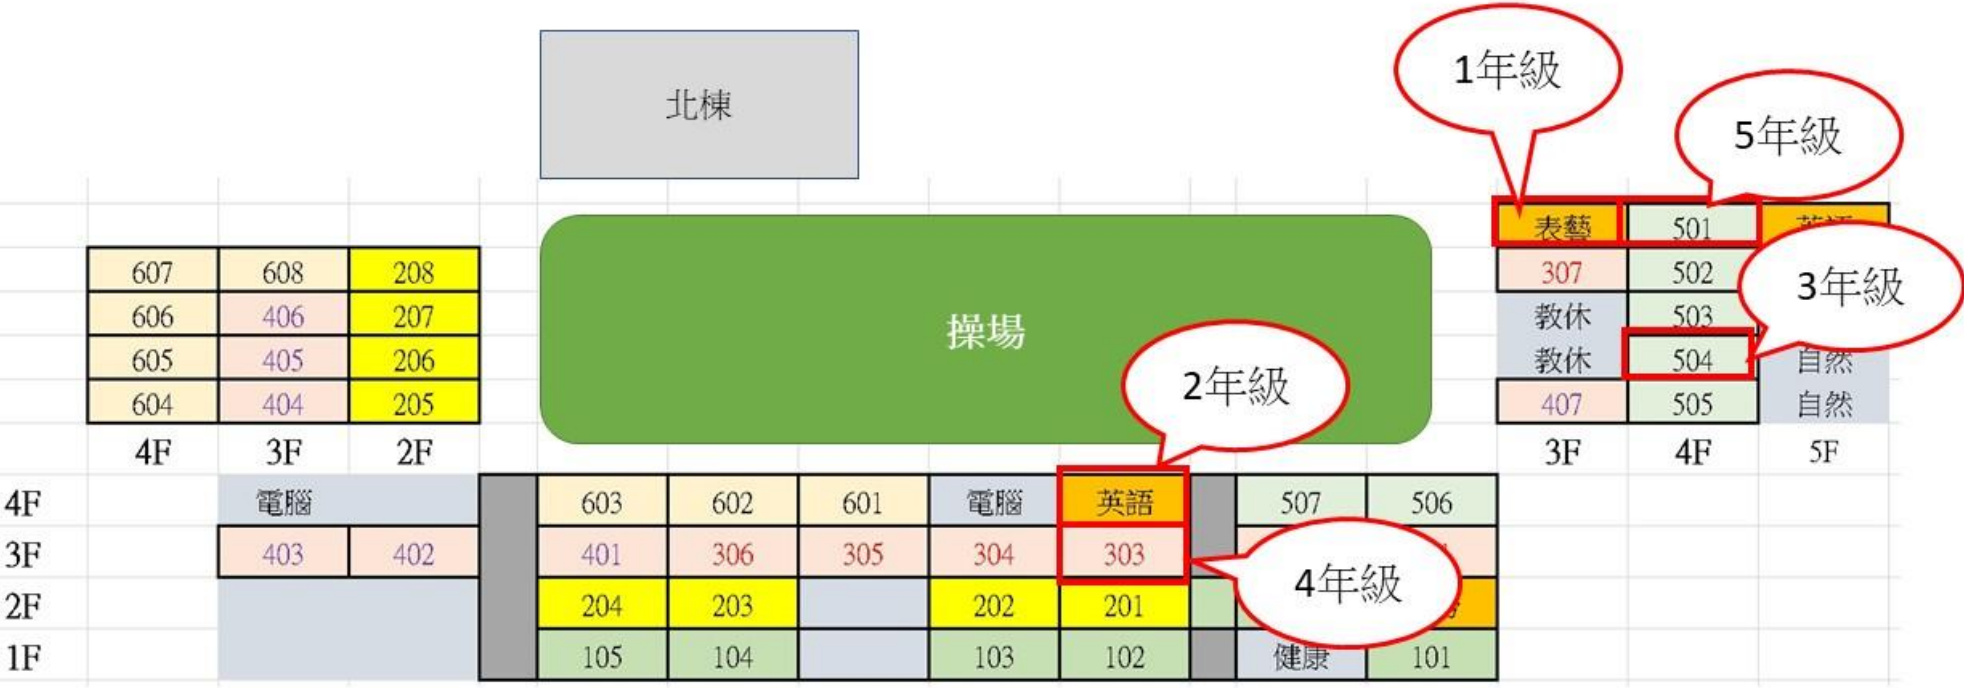 北棟
1年級
5年級
表藝 501
607 608 208 307 502
606 406 207 操場 教休 503 3年級
605 405 206 2年級 教休 504 自然
604 404 205 407 505 自然
4F 3F 2F 3F 4F 5F
4F 電腦 603 602 601 電腦 英語 507 506
3F 403 402 401 306 305 304 303
2F 204 203 202 201 4年級
1F 105 104 103 102 健康 101